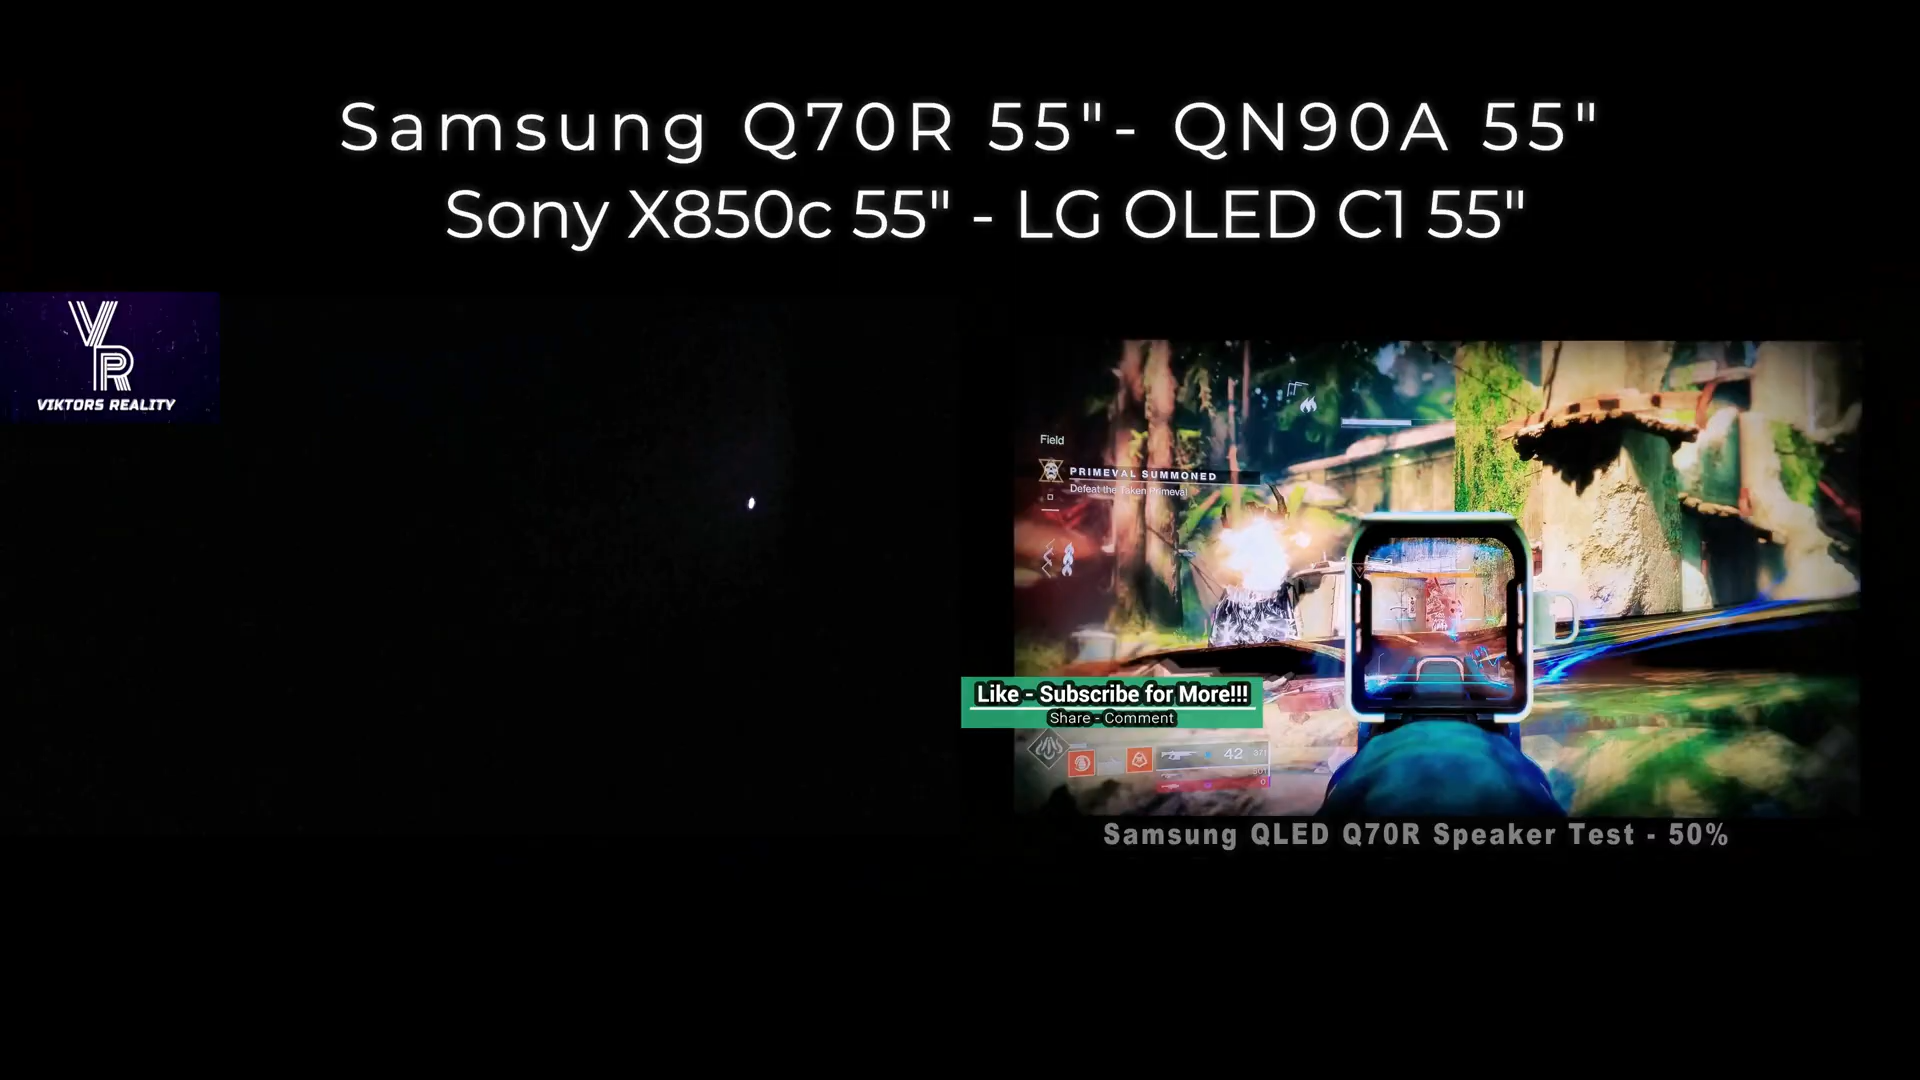 Samsung Q70R 55"- QN90A 55"
Sony X850c 55" - LG OLED C1 55"
VR
VIKTORS REALITY
Field
PRIMEVAL SUMMONED
Defeat the Taken Primeval
Like - Subscribe for More!!!
Share - Comment
42
Samsung QLED Q70R Speaker Test - 50%